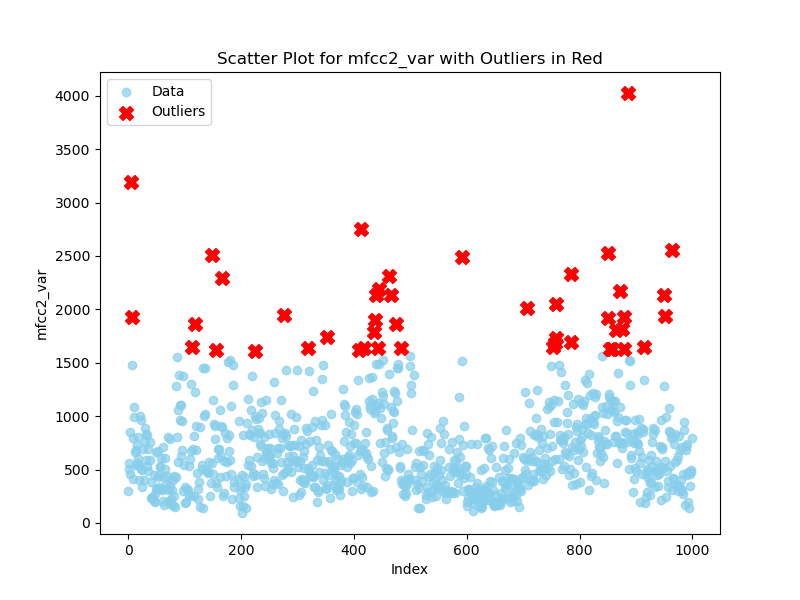 Scatter Plot for mfcc2_var with Outliers in Red
Data
Outliers
4000
3500
3000
2500
2000
1500
1000
500
0
mfcc2_var
0 200 400 600 800 1000
Index